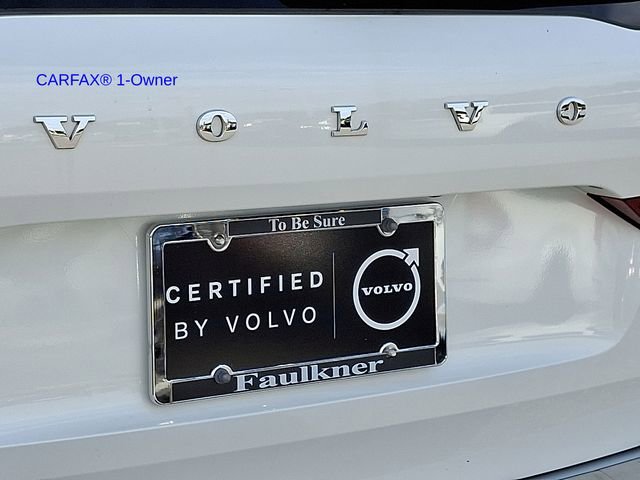 CARFAX® 1-Owner
VOLVO
To Be Sure
CERTIFIED
BY VOLVO
VOLVO
Faulkner